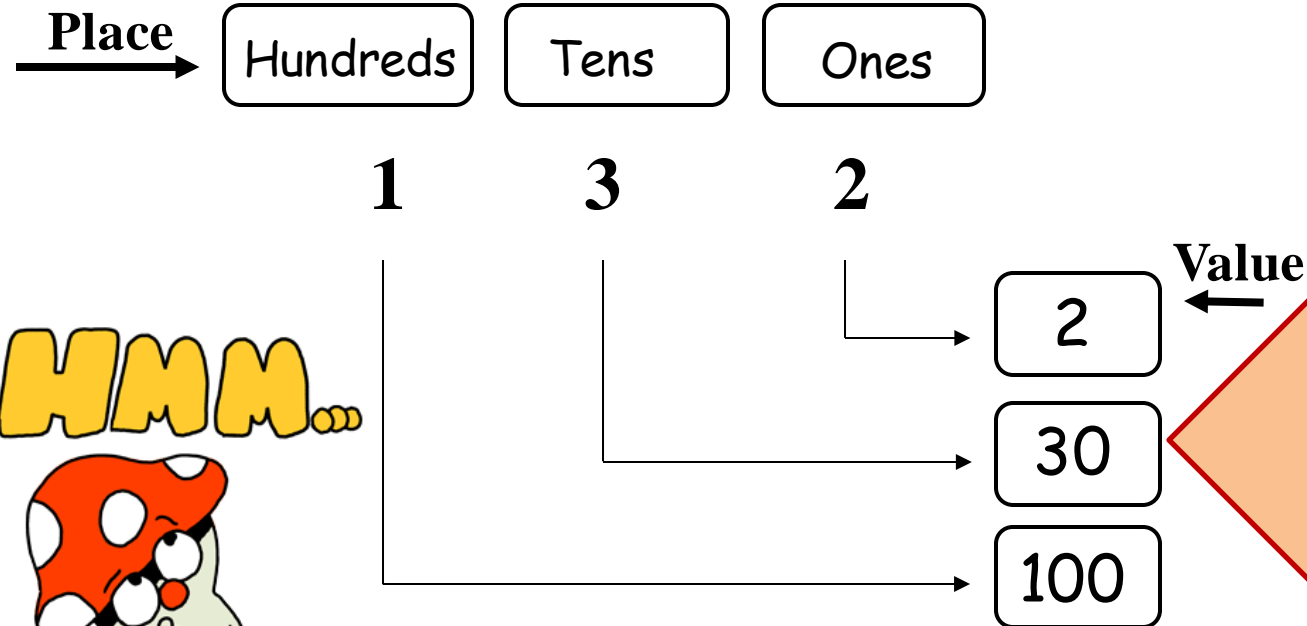 Place
Hundreds Tens Ones
1 3 2
Value
2
HMM...
30
100